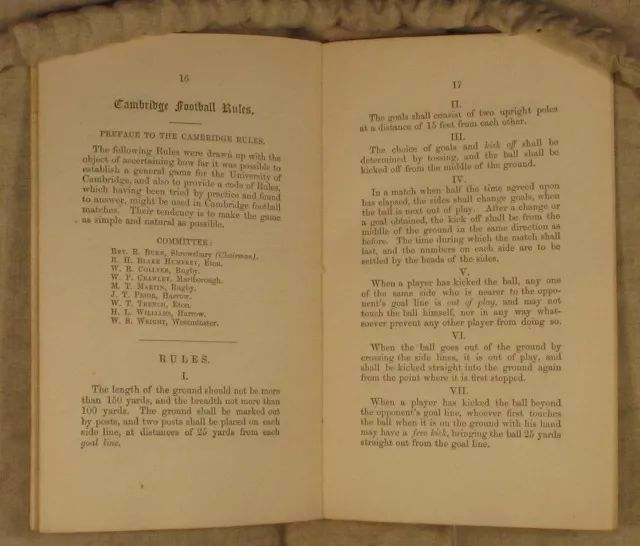 16
Cambridge Football Rules.
PREFACE TO THE CAMBRIDGE RULES.
The following Rules were drawn up with the
object of ascertaining how far it was possible to
establish a general game for the University of
Cambridge, and also to provide a code of Rules,
which having been tried by practice and found
to answer, might be used in Cambridge football
matches. Their tendency is to make the game
as simple and natural as possible.
COMMITTEE:
REV. R. BURN, Shrewsbury (Chairman).
R. H. BLAKE HUMFREY, Eton.
W. R. COLLYER, Rugby.
W. P. CRAWLEY, Marlborough.
M. T. MARTIN, Rugby.
J. T. PRIOR, Harrow.
W. T. TRENCH, Eton.
H. L. WILLIAMS, Harrow.
W. S. WRIGHT, Westminster.
RULES.
I.
The length of the ground should not be more
than 150 yards, and the breadth not more than
100 yards. The ground shall be marked out
by posts, and two posts shall be placed on each
side line, at distances of 25 yards from each
goal line.
17
II.
The goals shall consist of two upright poles
at a distance of 15 feet from each other.
III.
The choice of goals and kick off shall be
determined by tossing, and the ball shall be
kicked off from the middle of the ground.
IV.
In a match when half the time agreed upon
has elapsed, the sides shall change goals, when
the ball is next out of play. After a change or
a goal obtained, the kick off shall be from the
middle of the ground in the same direction as
before. The time during which the match shall
last, and the numbers on each side are to be
settled by the heads of the sides.
V.
When a player has kicked the ball, any one
of the same side who is nearer to the oppo-
nent's goal line is out of play, and may not
touch the ball himself, nor in any way what-
soever prevent any other player from doing so.
VI.
When the ball goes out of the ground by
crossing the side lines, it is out of play, and
shall be kicked straight into the ground again
from the point where it is first stopped.
VII.
When a player has kicked the ball beyond
the opponent's goal line, whoever first touches
the ball when it is on the ground with his hand
may have a free kick, bringing the ball 25 yards
straight out from the goal line.